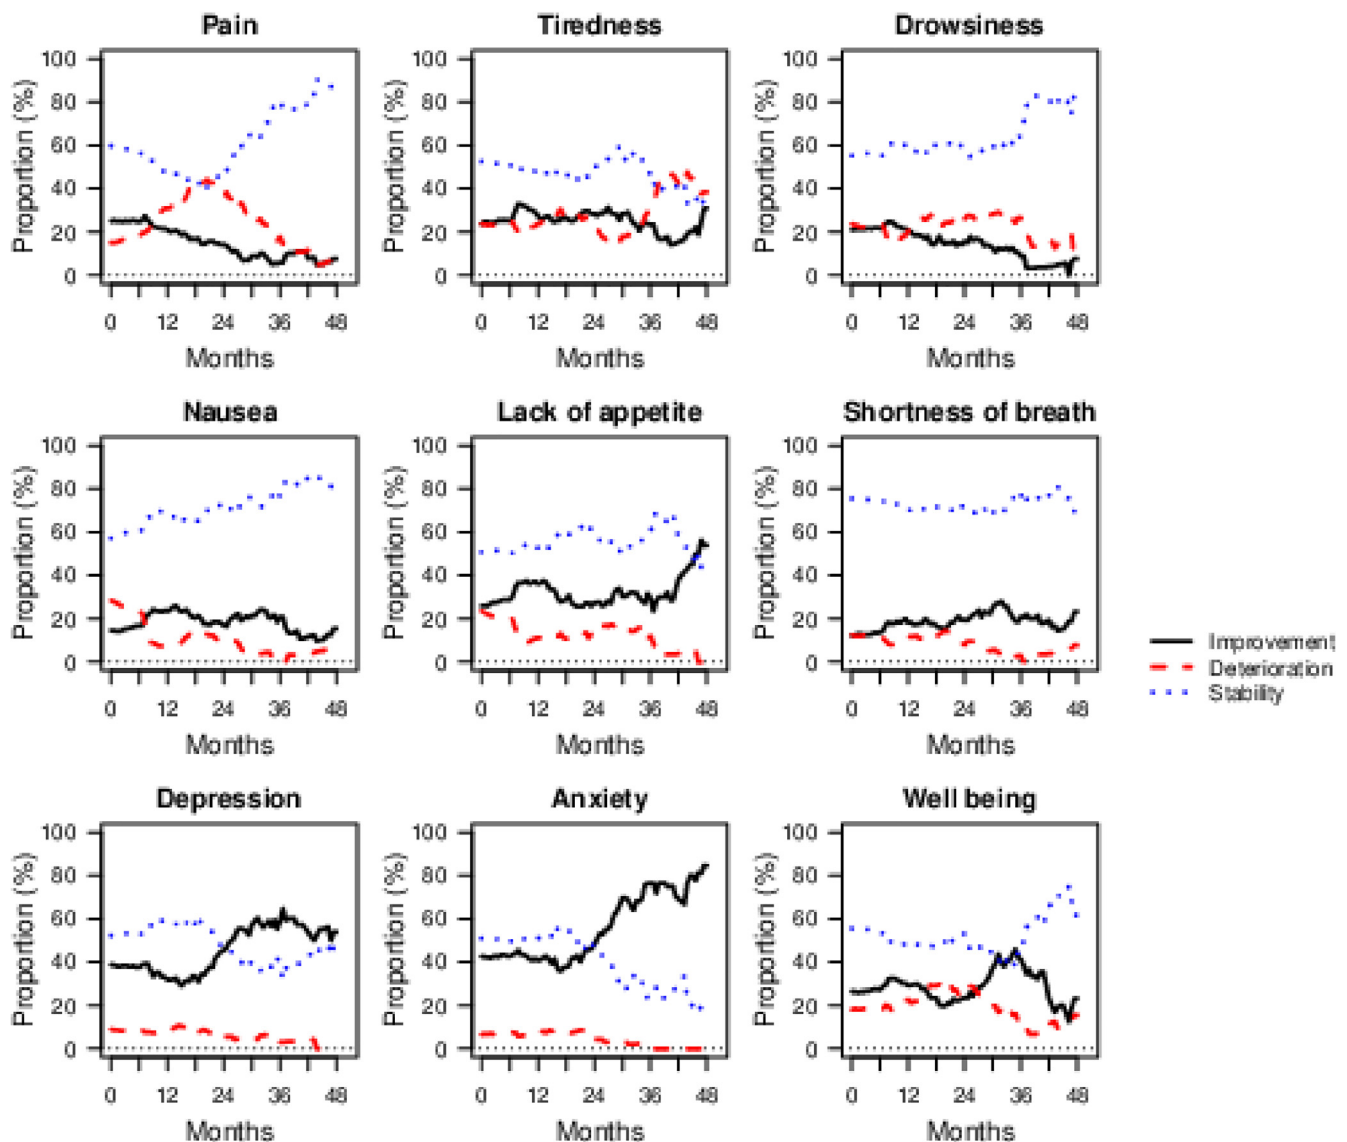 Pain Tiredness Drowsiness
100 100 100
80 80 80
60 60 60
40 40 40
20 20 20
0 0 0
Proportion (%) Proportion (%) Proportion (%)
0 12 24 36 48 0 12 24 36 48 0 12 24 36 48
Months Months Months
Nausea Lack of appetite Shortness of breath
100 100 100
80 80 80
60 60 60
40 40 40
20 20 20
0 0 0
Proportion (%) Proportion (%) Proportion (%)
0 12 24 36 48 0 12 24 36 48 0 12 24 36 48
Months Months Months
Improvement
Deterioration
Stability
Depression Anxiety Well being
100 100 100
80 80 80
60 60 60
40 40 40
20 20 20
0 0 0
Proportion (%) Proportion (%) Proportion (%)
0 12 24 36 48 0 12 24 36 48 0 12 24 36 48
Months Months Months